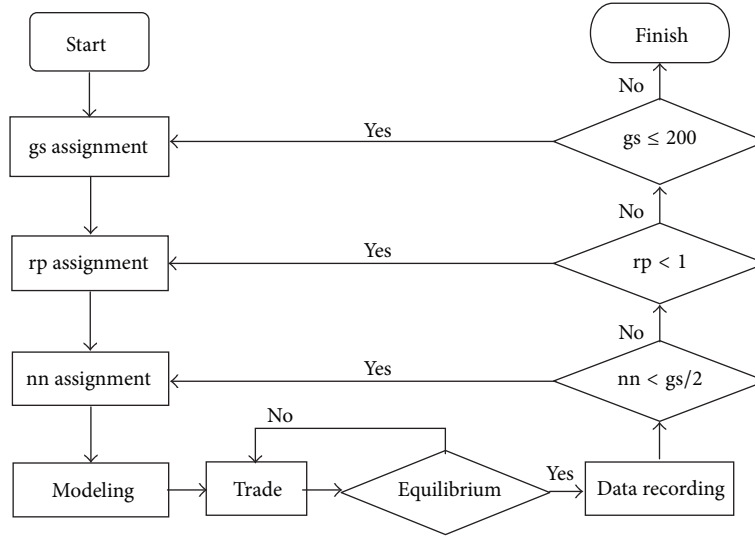 Start
Finish
No
gs assignment
Yes
gs ≤ 200
No
rp assignment
Yes
rp < 1
No
nn assignment
Yes
nn < gs/2
No
Modeling
Trade
Equilibrium
Yes
Data recording